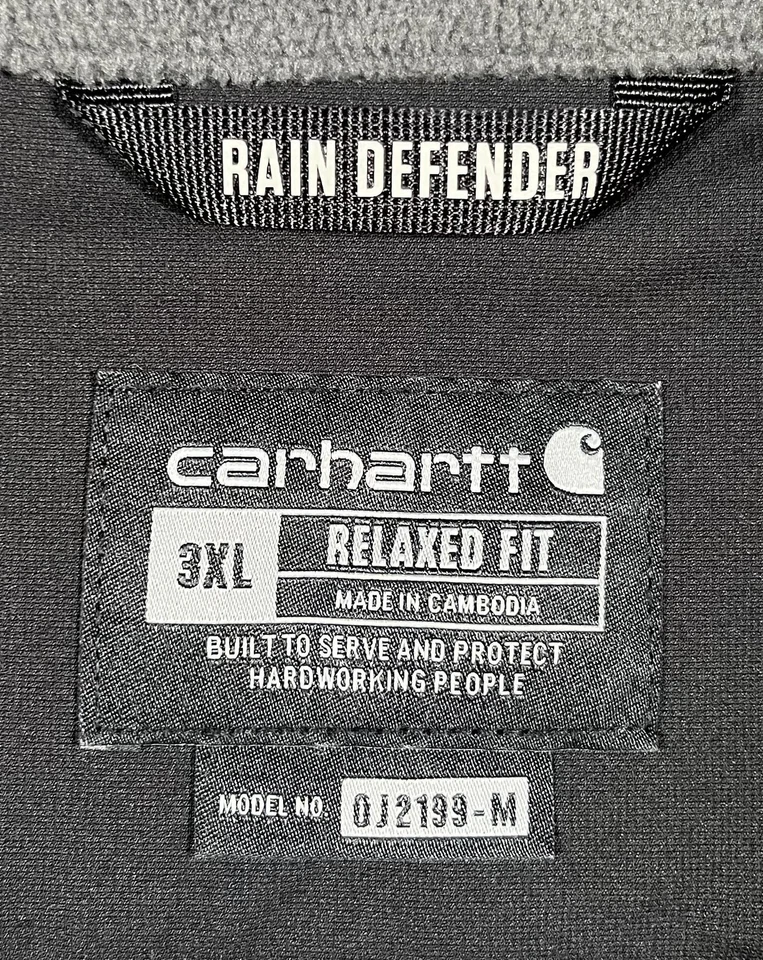 RAIN DEFENDER
carhartt
3XL
RELAXED FIT
MADE IN CAMBODIA
BUILT TO SERVE AND PROTECT
HARDWORKING PEOPLE
MODEL NO. OJ2199-M